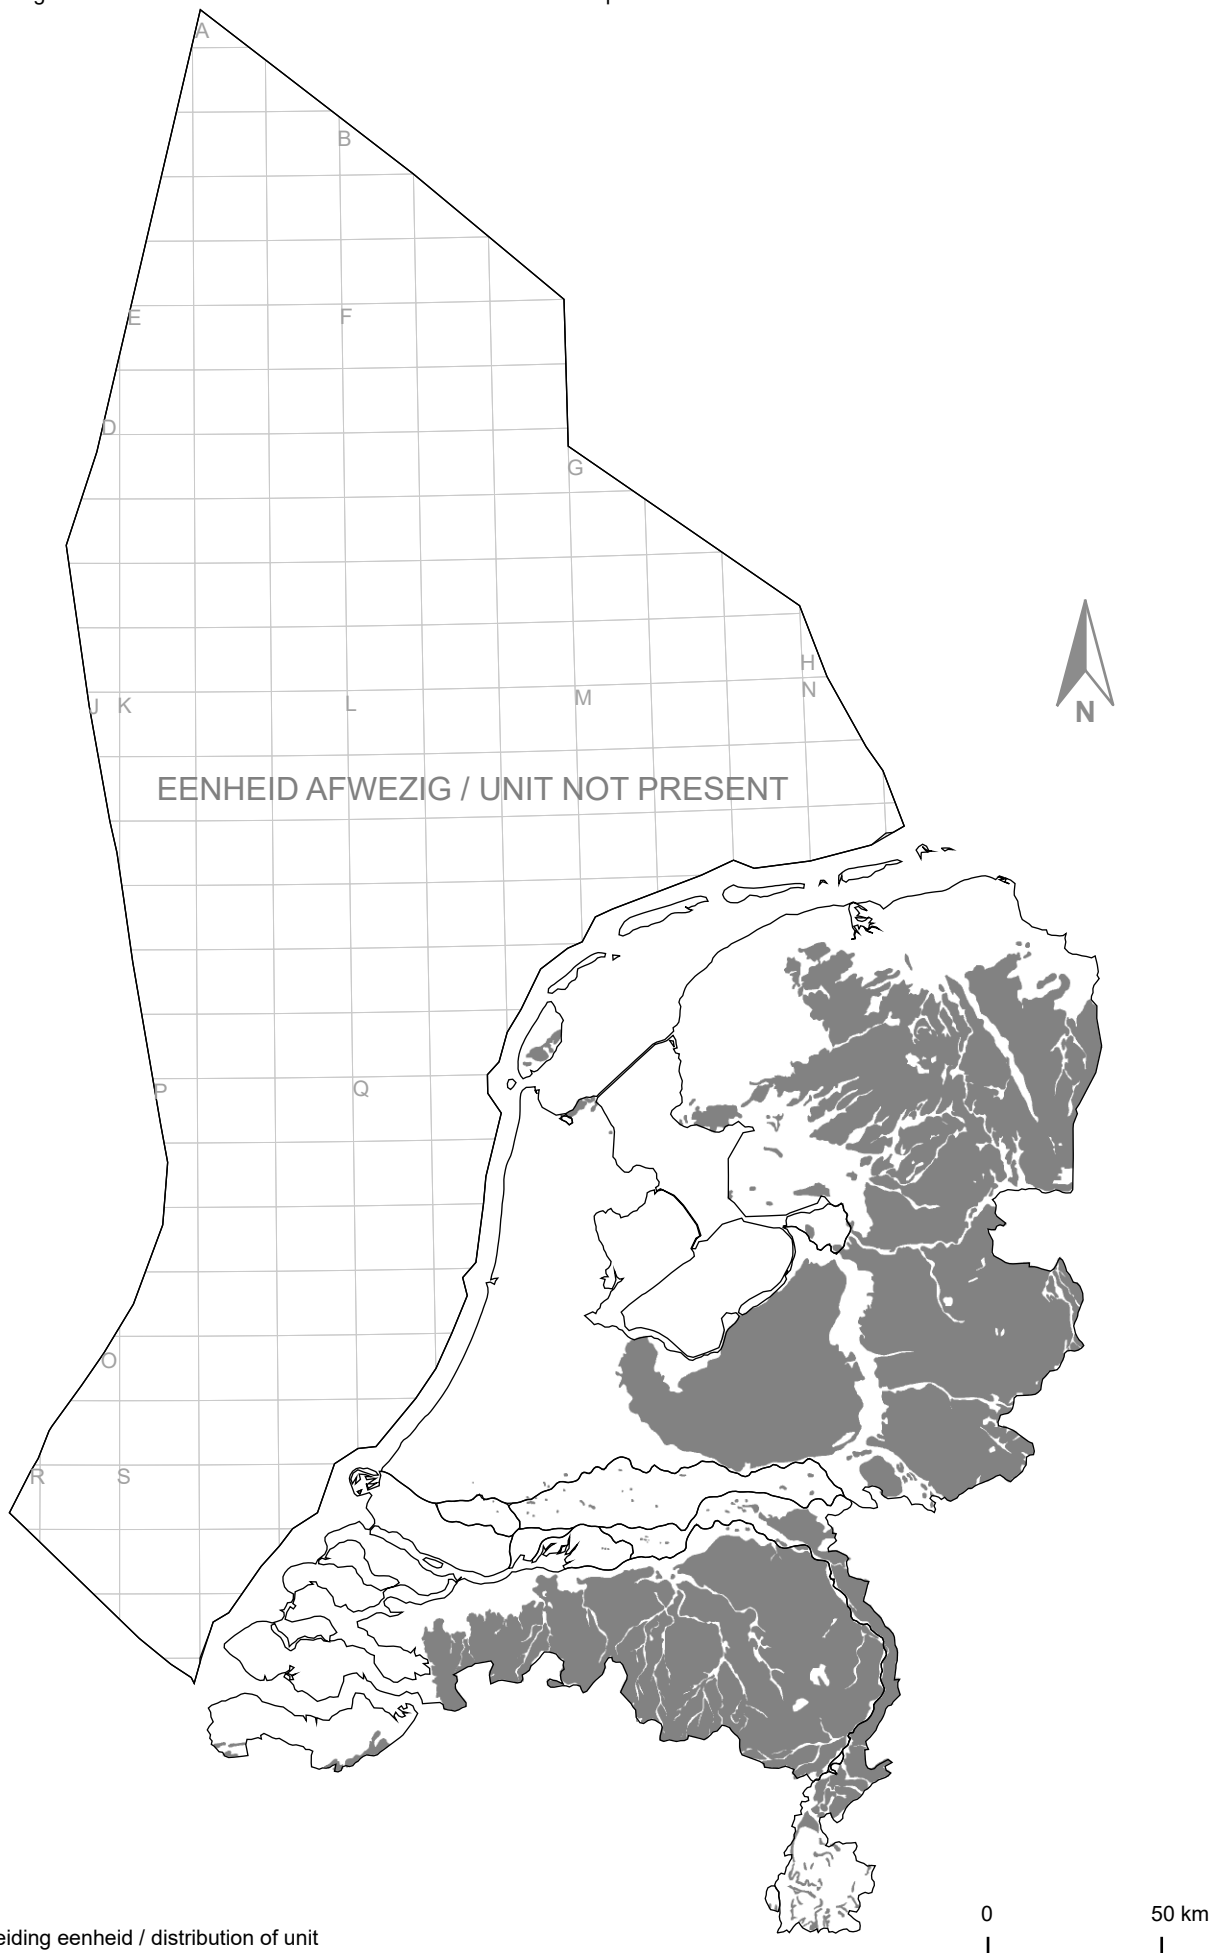 A
B
E
F
D
G
H
N
J K
L
M
EENHEID AFWEZIG / UNIT NOT PRESENT
N
P
Q
O
R
S
0
50 km
eiding eenheid / distribution of unit